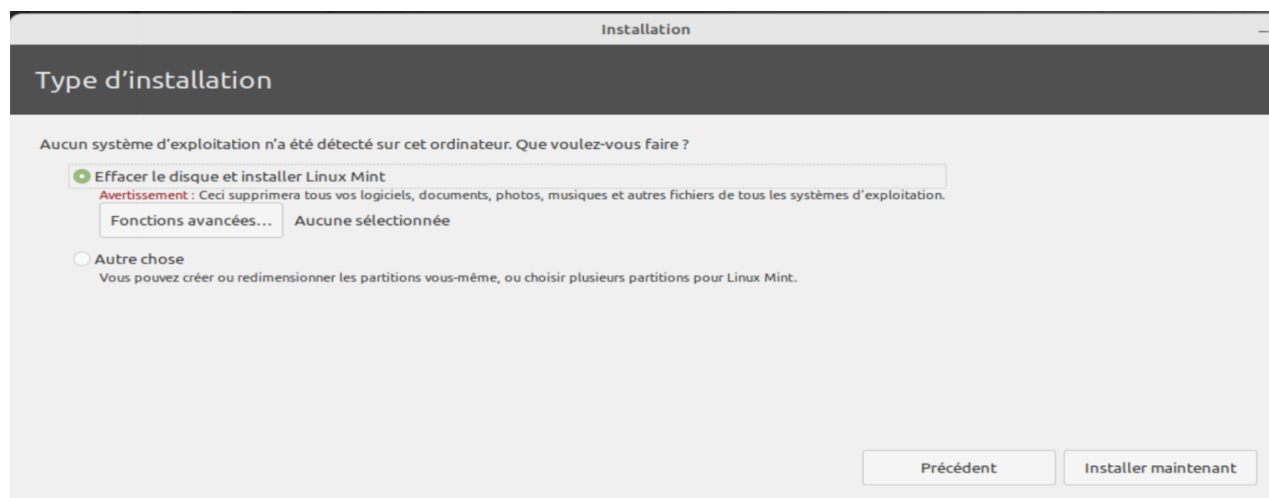 Installation
Type d'installation
Aucun système d'exploitation n'a été détecté sur cet ordinateur. Que voulez-vous faire ?
Effacer le disque et installer Linux Mint
Avertissement : Ceci supprimera tous vos logiciels, documents, photos, musiques et autres fichiers de tous les systèmes d'exploitation.
Fonctions avancées... Aucune sélectionnée
Autre chose
Vous pouvez créer ou redimensionner les partitions vous-même, ou choisir plusieurs partitions pour Linux Mint.
Précédent Installer maintenant